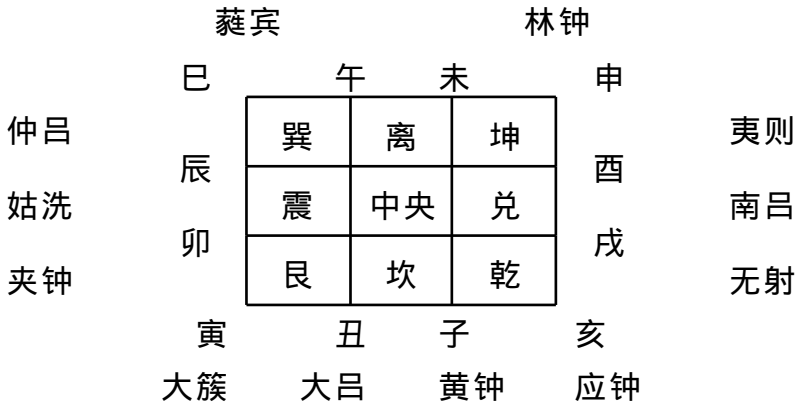 蕤宾 林钟
巳 午 未 申
仲吕 巽 离 坤 夷则
辰 酉
姑洗 震 中央 兑 南吕
卯 戌
夹钟 艮 坎 乾 无射
寅 丑 子 亥
大簇 大吕 黄钟 应钟